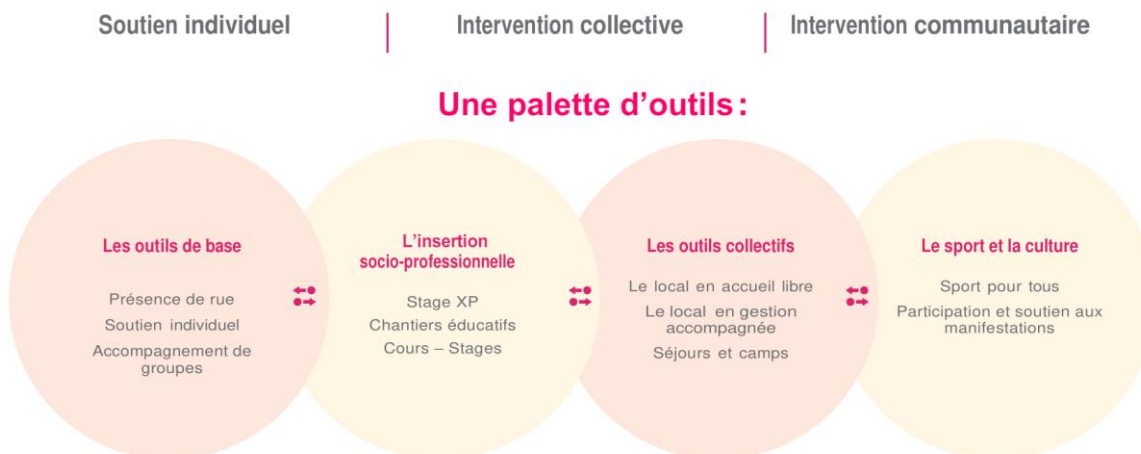 Soutien individuel
Intervention collective
Intervention communautaire
Une palette d'outils :
Les outils de base
Présence de rue
Soutien individuel
Accompagnement de
groupes
L'insertion
socio-professionnelle
Stage XP
Chantiers éducatifs
Cours – Stages
Les outils collectifs
Le local en accueil libre
Le local en gestion
accompagnée
Séjours et camps
Le sport et la culture
Sport pour tous
Participation et soutien aux
manifestations